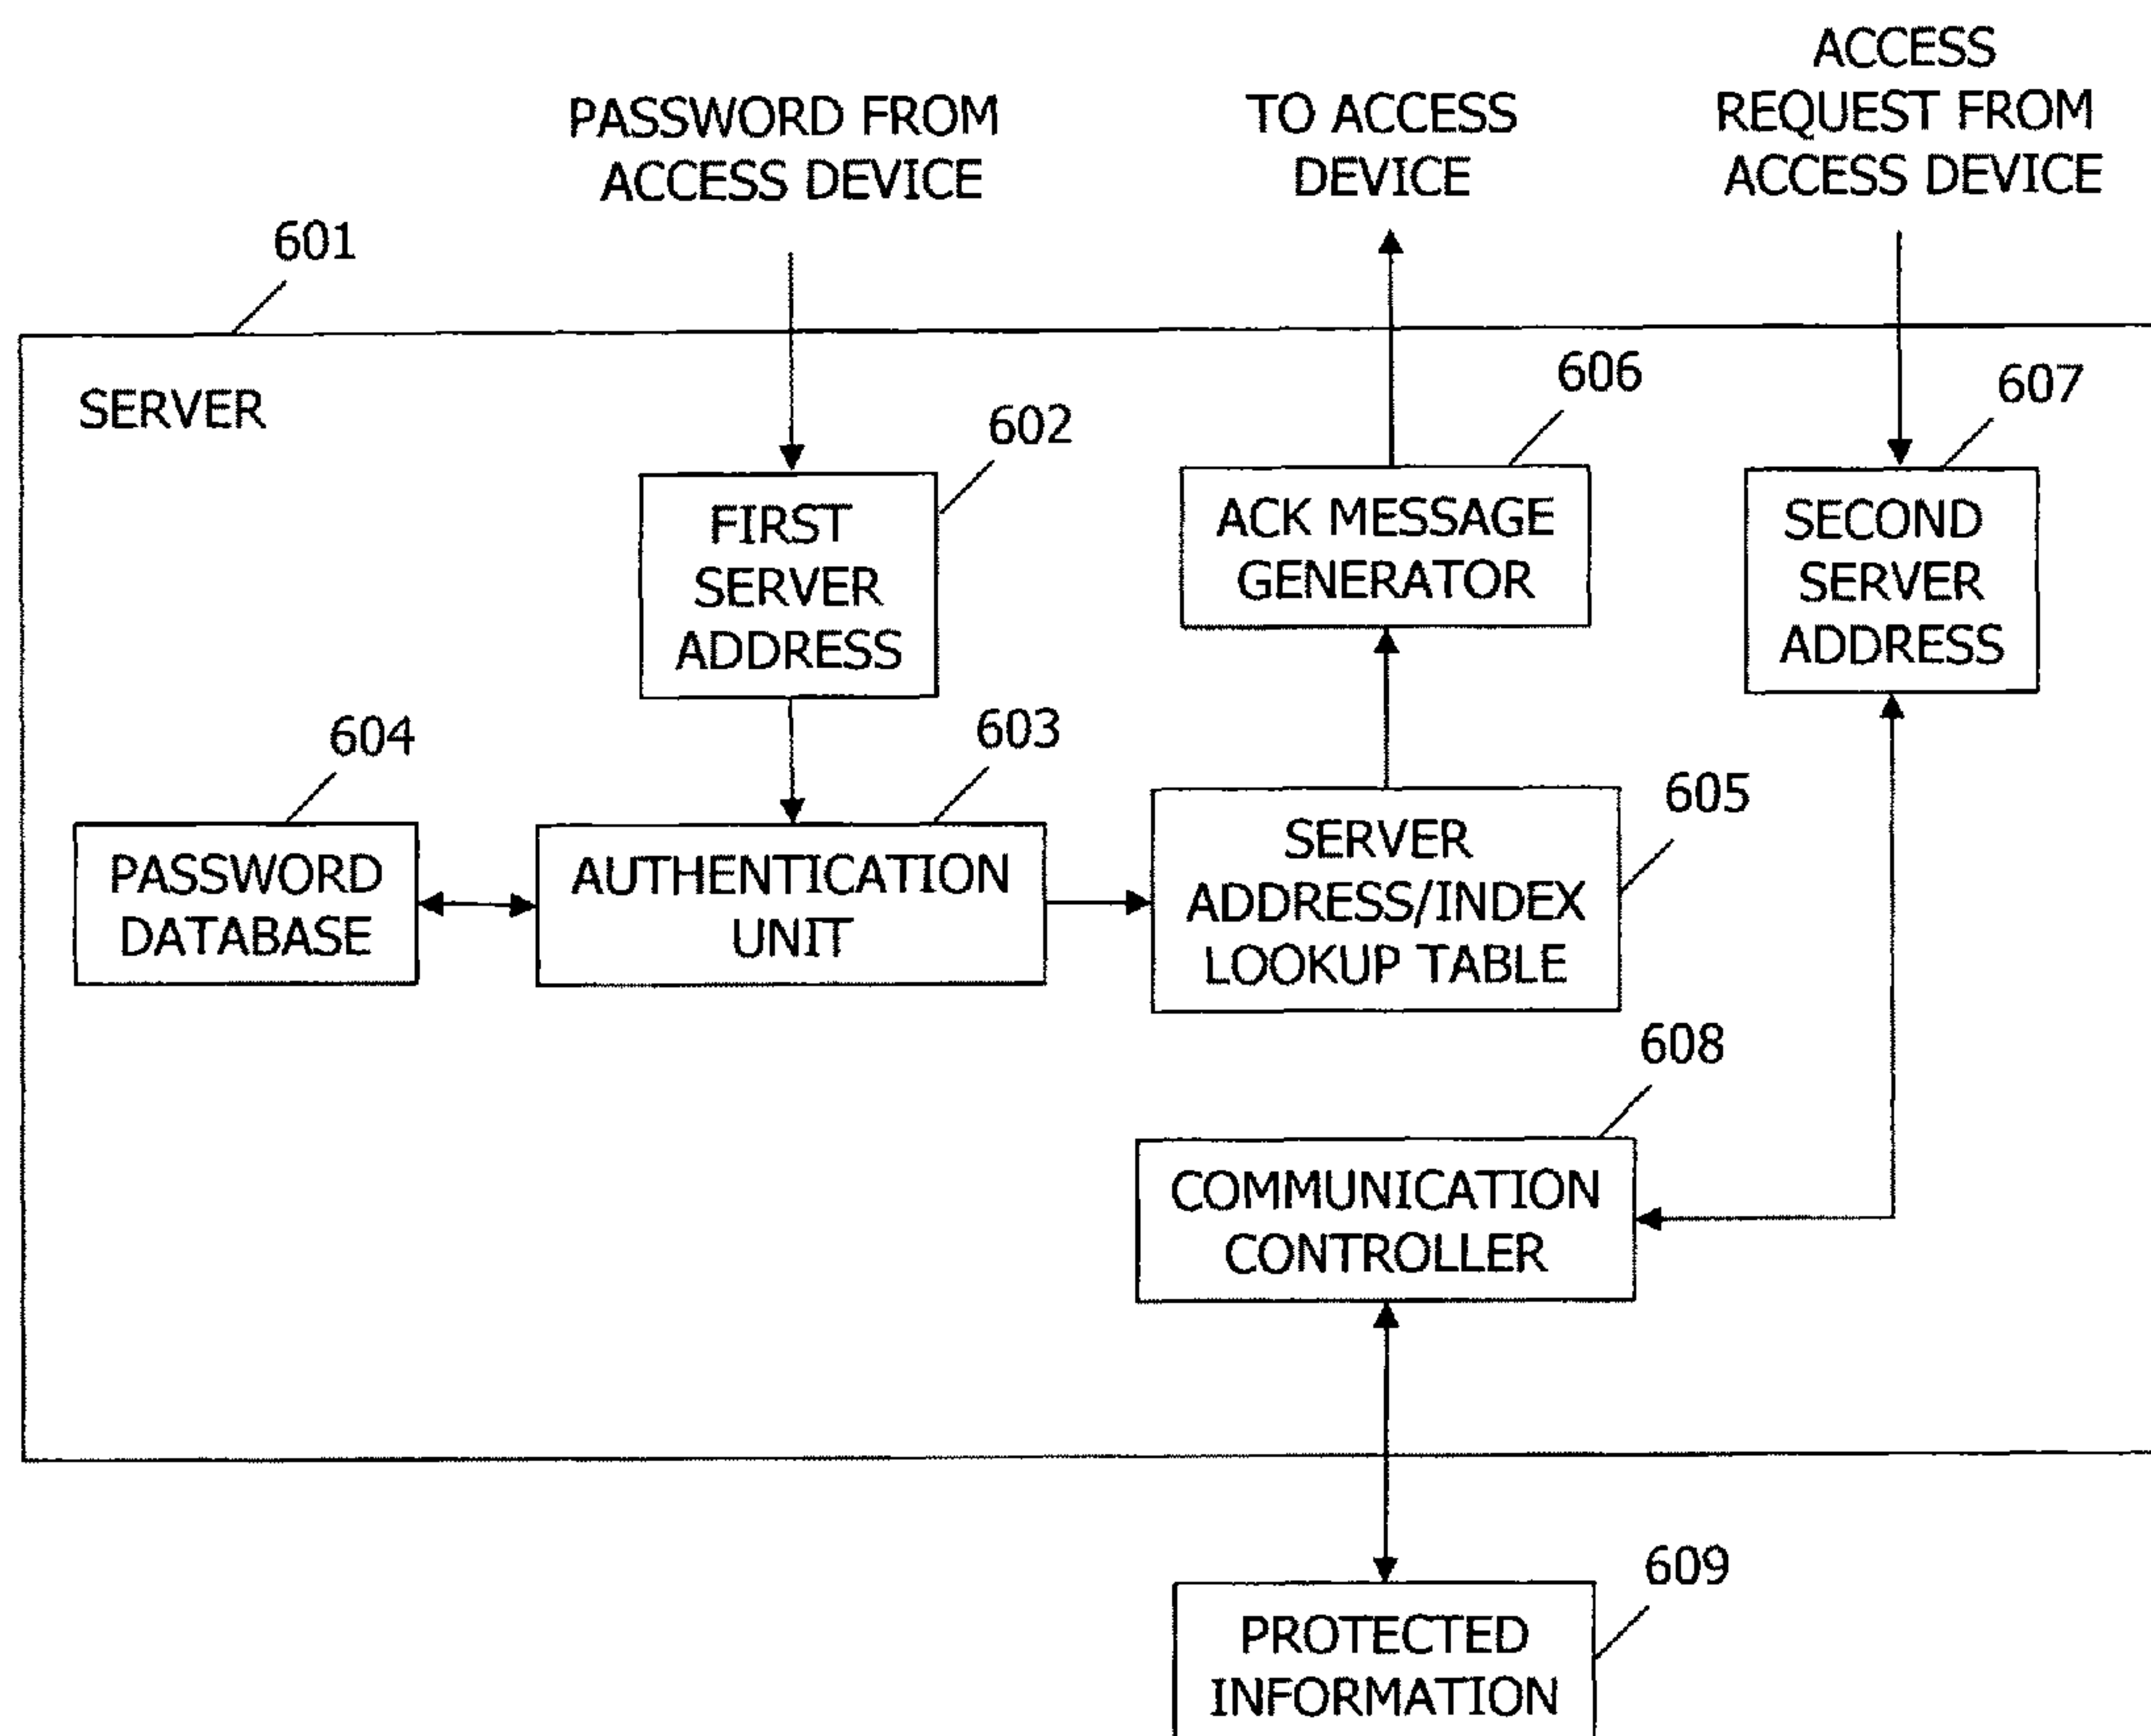 PASSWORD FROM
ACCESS DEVICE
TO ACCESS
DEVICE
ACCESS
REQUEST FROM
ACCESS DEVICE
601
SERVER
602
FIRST
SERVER
ADDRESS
606
ACK MESSAGE
GENERATOR
607
SECOND
SERVER
ADDRESS
604
PASSWORD
DATABASE
603
AUTHENTICATION
UNIT
605
SERVER
ADDRESS/INDEX
LOOKUP TABLE
608
COMMUNICATION
CONTROLLER
609
PROTECTED
INFORMATION